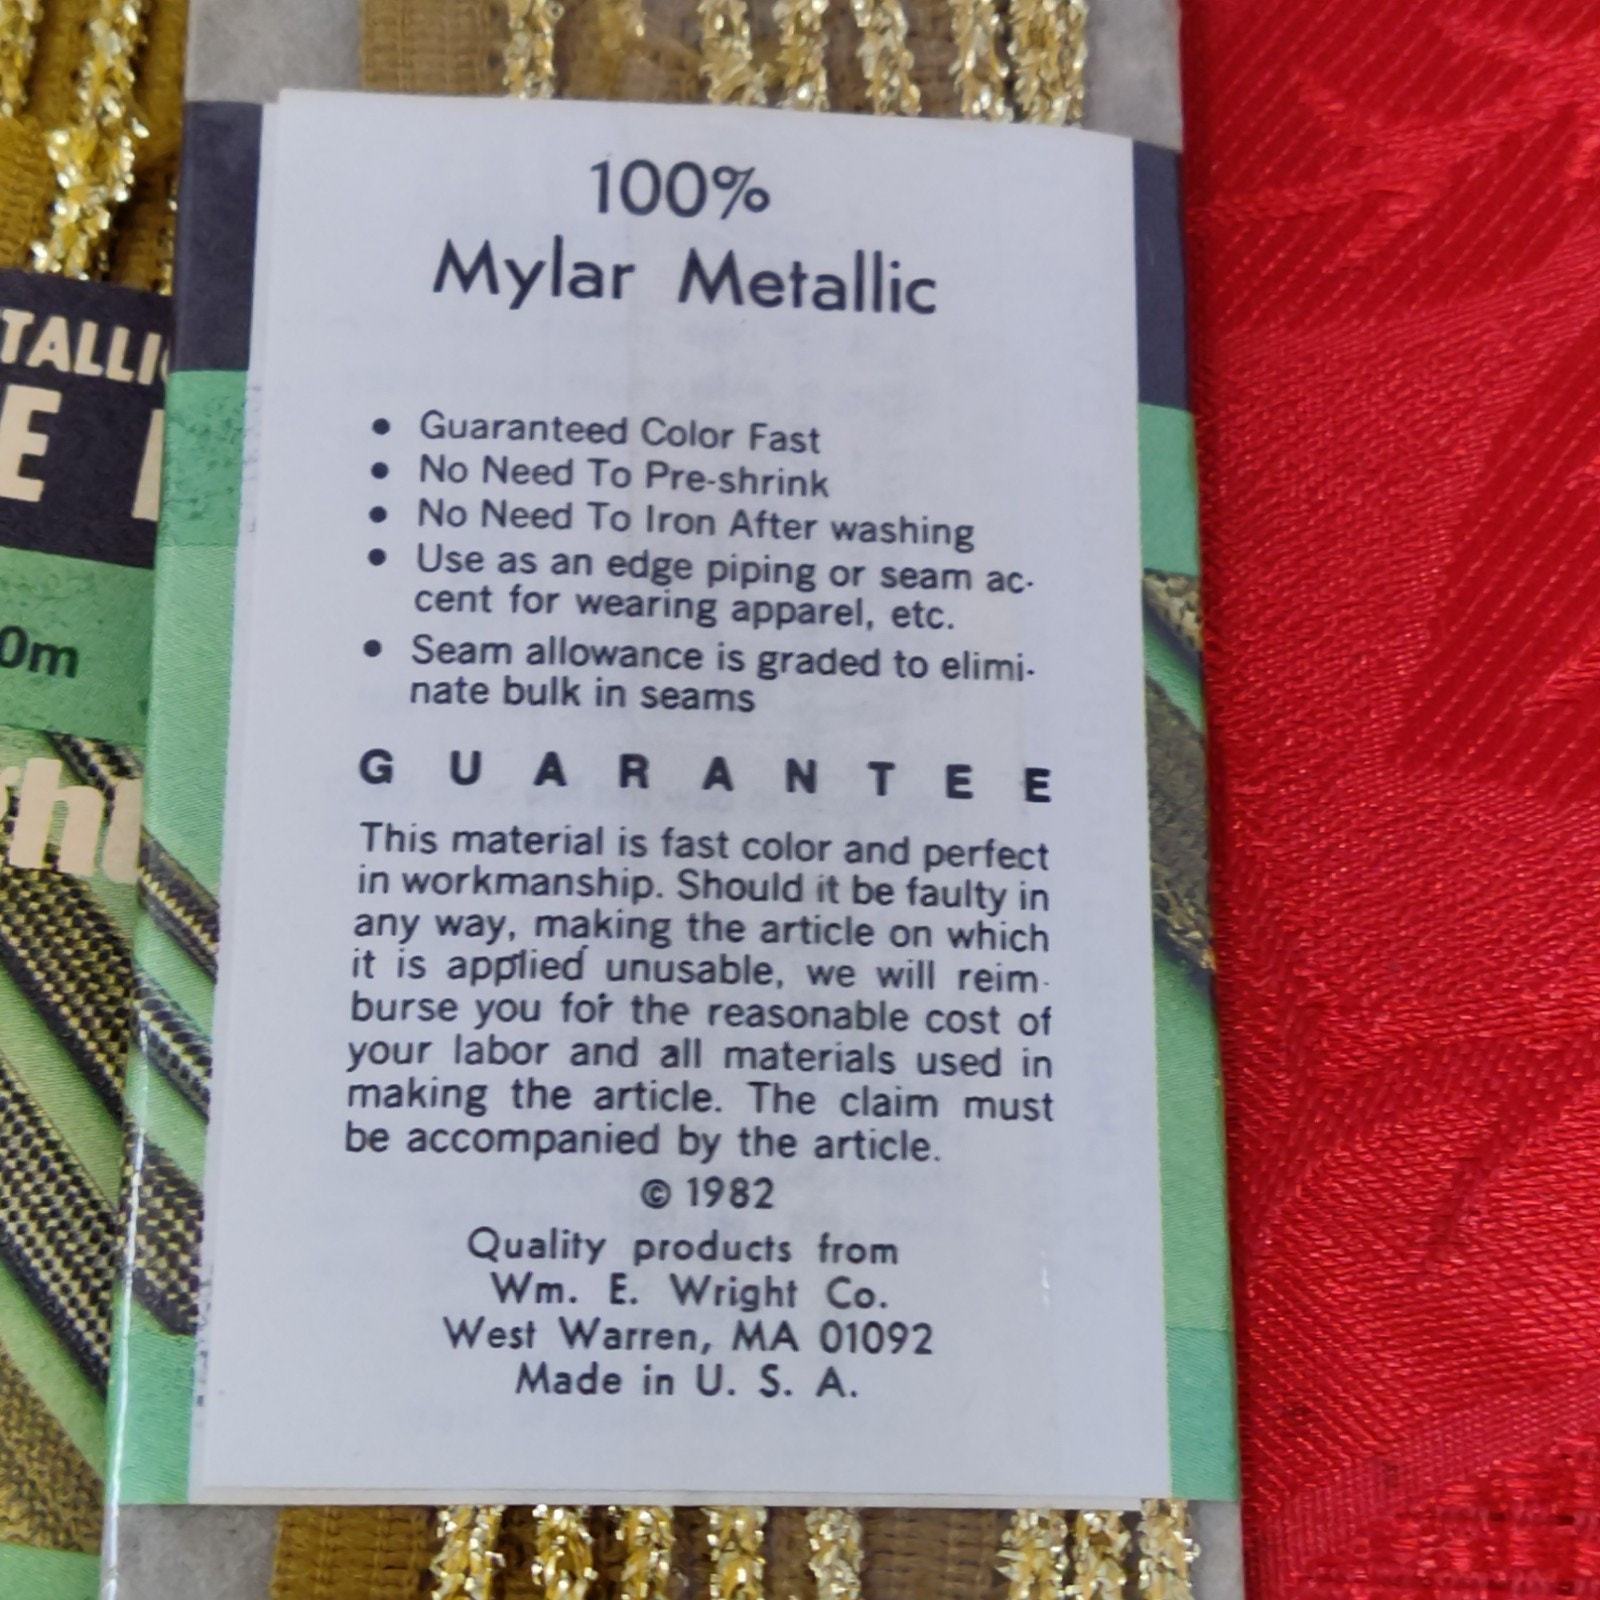 100%
Mylar Metallic
• Guaranteed Color Fast
• No Need To Pre-shrink
• No Need To Iron After washing
• Use as an edge piping or seam ac-
cent for wearing apparel, etc.
• Seam allowance is graded to elimi-
nate bulk in seams
GUARANTEE
This material is fast color and perfect
in workmanship. Should it be faulty in
any way, making the article on which
it is applied unusable, we will reim-
burse you for the reasonable cost of
your labor and all materials used in
making the article. The claim must
be accompanied by the article.
© 1982
Quality products from
Wm. E. Wright Co.
West Warren, MA 01092
Made in U. S. A.